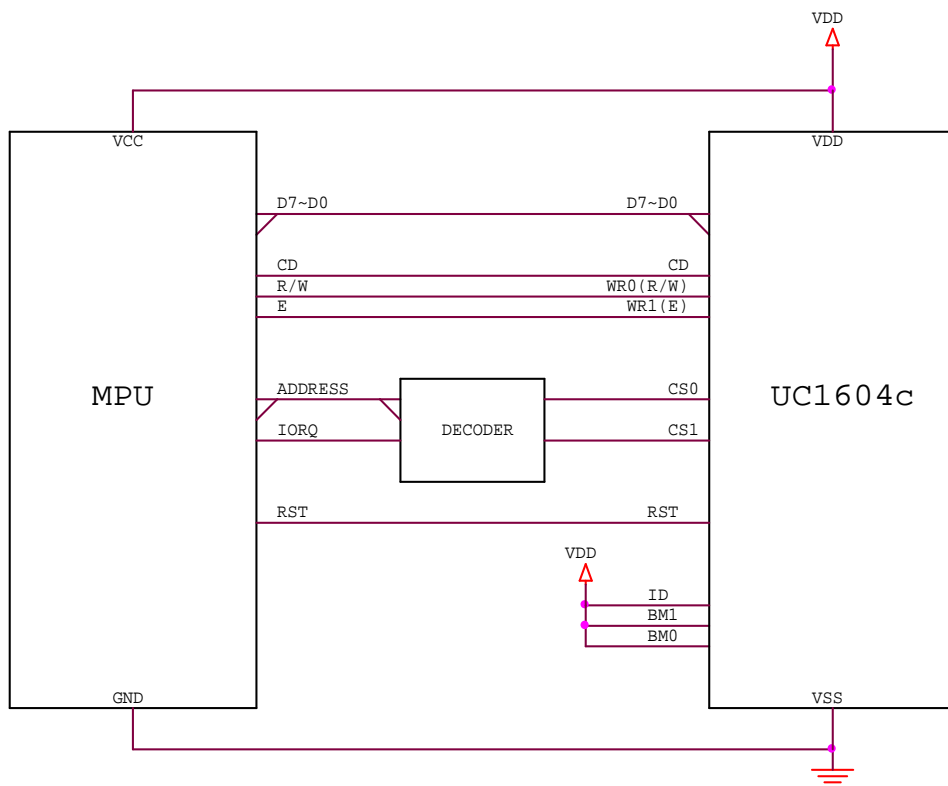 VDD
VCC
VDD
D7~D0 D7~D0
CD CD
R/W WR0(R/W)
E WR1(E)
MPU
ADDRESS CS0
UC1604c
DECODER
IORQ CS1
RST RST
VDD
ID
BM1
BM0
GND VSS